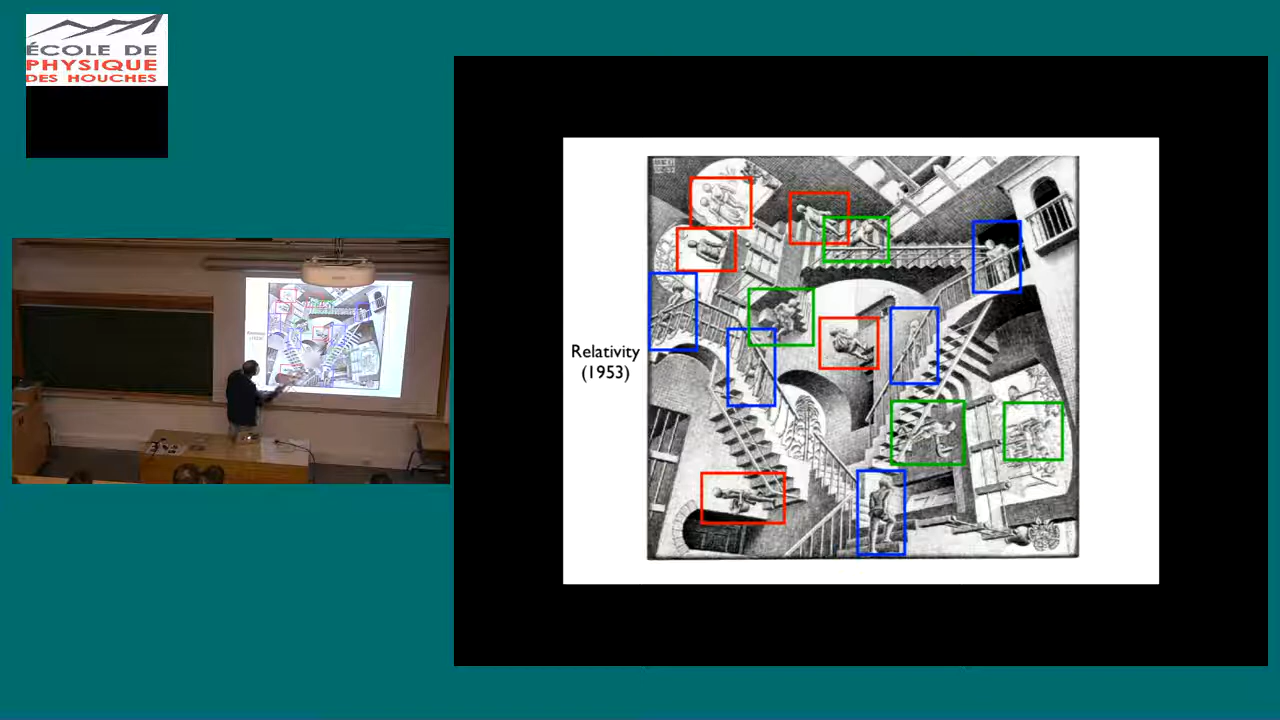 ÉCOLE DE
PHYSIQUE
DES HOUCHES
Relativity
(1953)